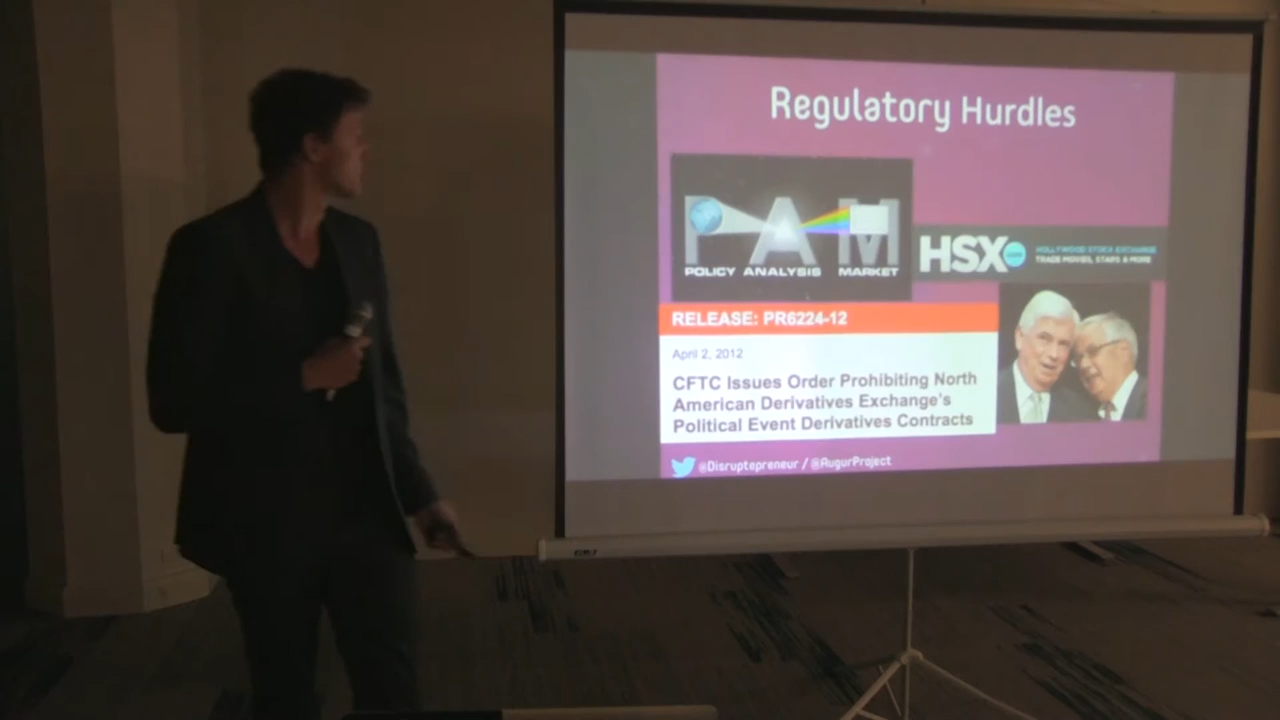 Regulatory Hurdles
PAM
POLICY ANALYSIS MARKET
HSX.com
HOLLYWOOD STOCK EXCHANGE
TRADE MOVIES, STARS & MORE
RELEASE: PR6224-12
April 2, 2012
CFTC Issues Order Prohibiting North
American Derivatives Exchange's
Political Event Derivatives Contracts
@Disruptepreneur / @AugurProject